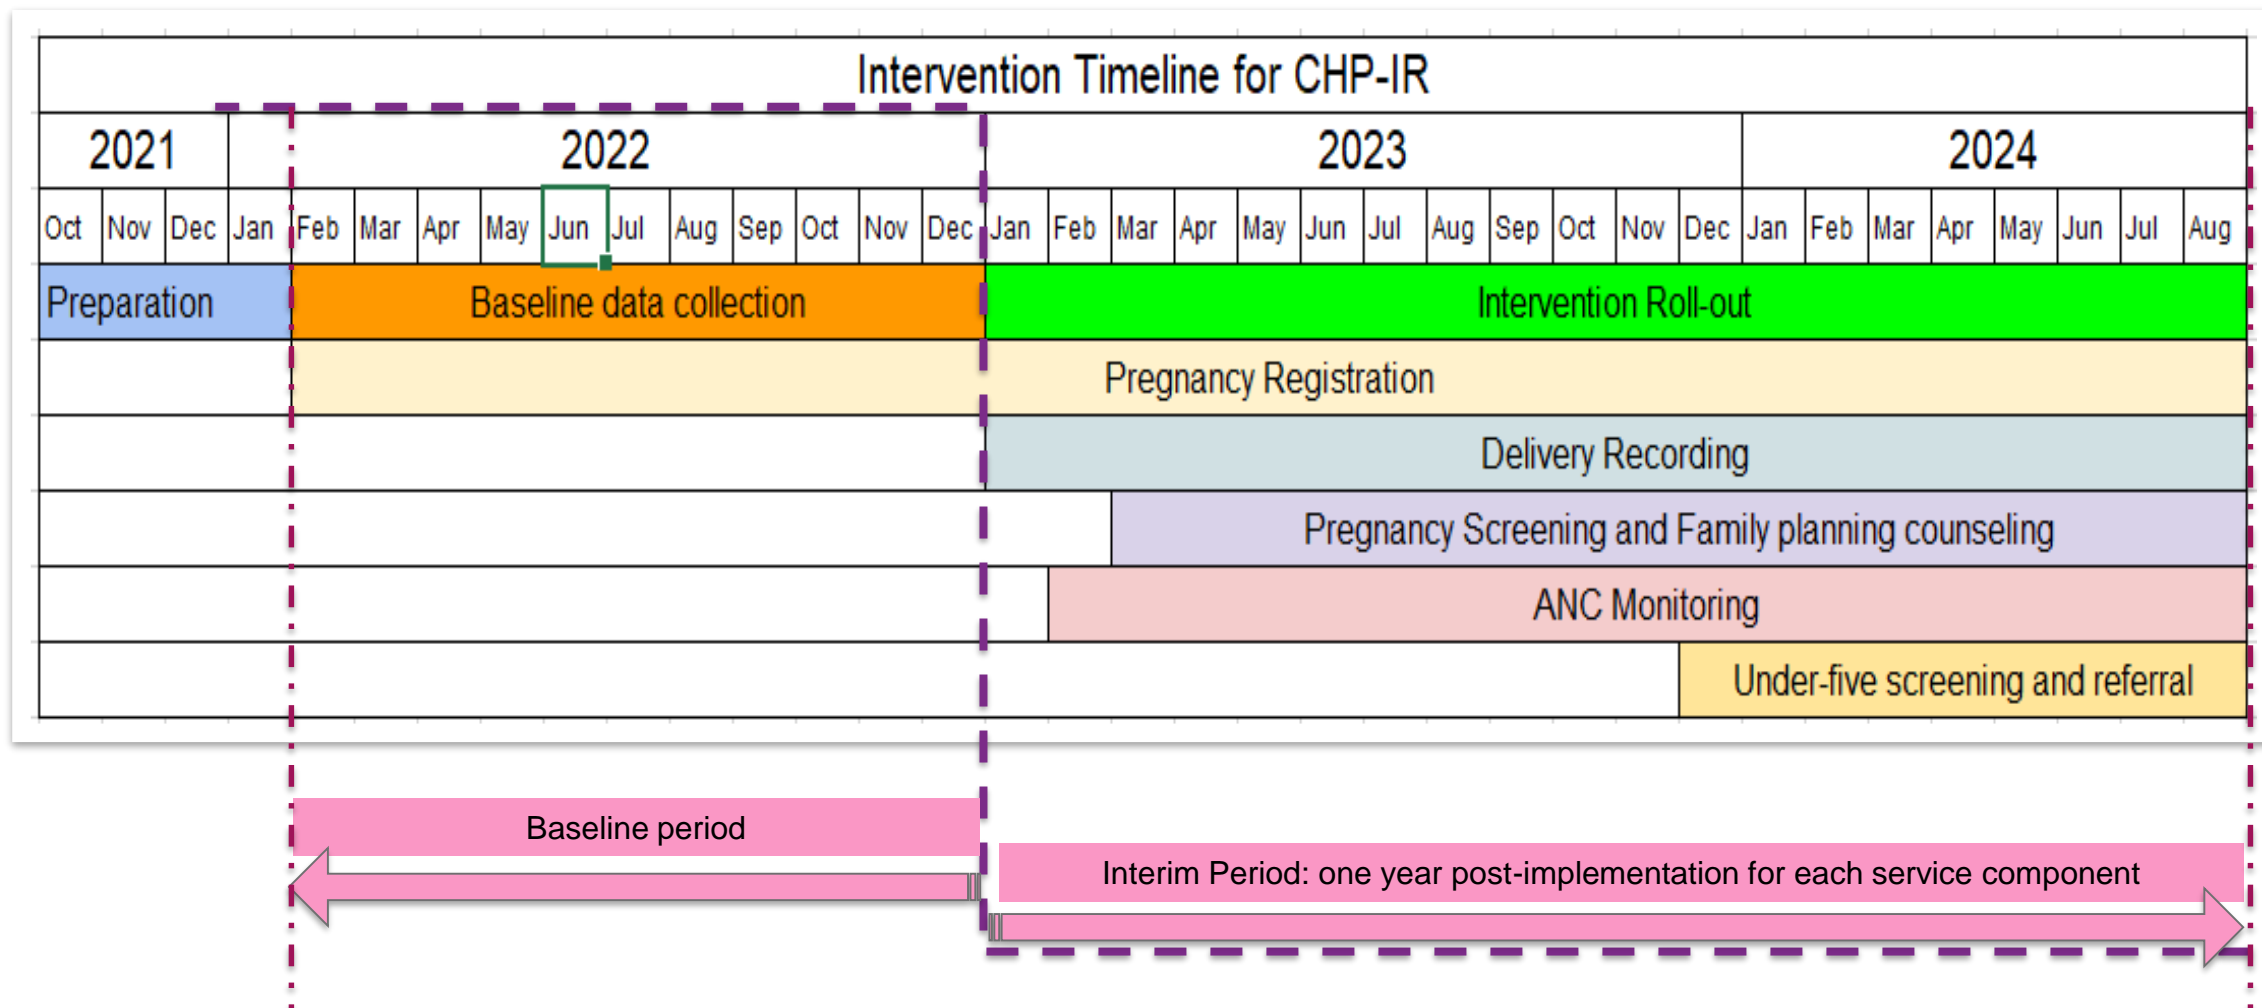 Intervention Timeline for CHP-IR
2021 2022 2023 2024
Oct Nov Dec Jan Feb Mar Apr May Jun Jul Aug Sep Oct Nov Dec Jan Feb Mar Apr May Jun Jul Aug Sep Oct Nov Dec Jan Feb Mar Apr May Jun Jul Aug
Preparation Baseline data collection Intervention Roll-out
Pregnancy Registration
Delivery Recording
Pregnancy Screening and Family planning counseling
ANC Monitoring
Under-five screening and referral
Baseline period
Interim Period: one year post-implementation for each service component